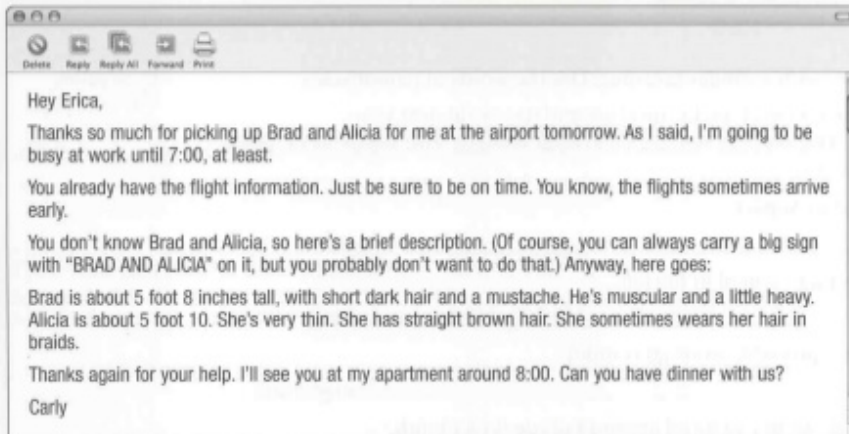 Delete Reply Reply All Forward Print
Hey Erica,
Thanks so much for picking up Brad and Alicia for me at the airport tomorrow. As I said, I'm going to be
busy at work until 7:00, at least.
You already have the flight information. Just be sure to be on time. You know, the flights sometimes arrive
early.
You don't know Brad and Alicia, so here's a brief description. (Of course, you can always carry a big sign
with "BRAD AND ALICIA" on it, but you probably don't want to do that.) Anyway, here goes:
Brad is about 5 foot 8 inches tall, with short dark hair and a mustache. He's muscular and a little heavy.
Alicia is about 5 foot 10. She's very thin. She has straight brown hair. She sometimes wears her hair in
braids.
Thanks again for your help. I'll see you at my apartment around 8:00. Can you have dinner with us?
Carly